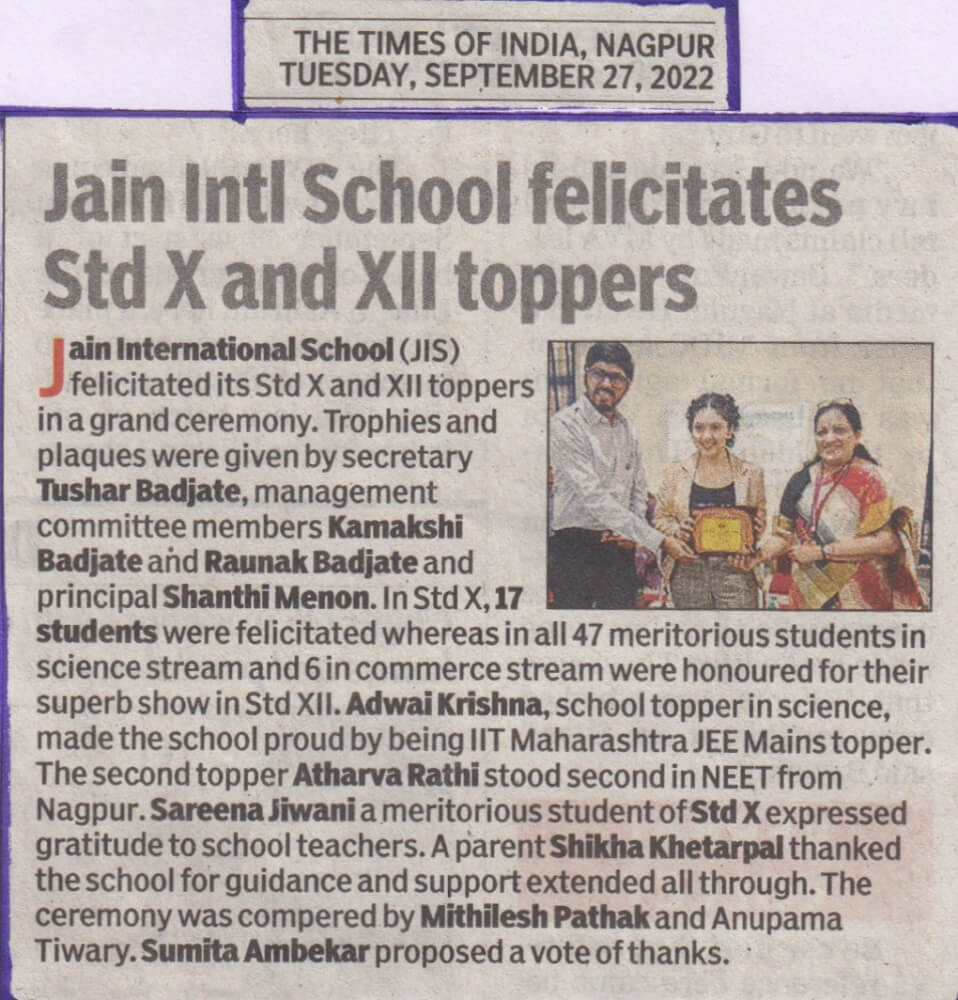 THE TIMES OF INDIA, NAGPUR
TUESDAY, SEPTEMBER 27, 2022
Jain Intl School felicitates
Std X and XII toppers
Jain International School (JIS)
felicitated its Std X and XII toppers
in a grand ceremony. Trophies and
plaques were given by secretary
Tushar Badjate, management
committee members Kamakshi
Badjate and Raunak Badjate and
principal Shanthi Menon. In Std X, 17
students were felicitated whereas in all 47 meritorious students in
science stream and 6 in commerce stream were honoured for their
superb show in Std XII. Adwai Krishna, school topper in science,
made the school proud by being IIT Maharashtra JEE Mains topper.
The second topper Atharva Rathi stood second in NEET from
Nagpur. Sareena Jiwani a meritorious student of Std X expressed
gratitude to school teachers. A parent Shikha Khetarpal thanked
the school for guidance and support extended all through. The
ceremony was compered by Mithilesh Pathak and Anupama
Tiwary. Sumita Ambekar proposed a vote of thanks.